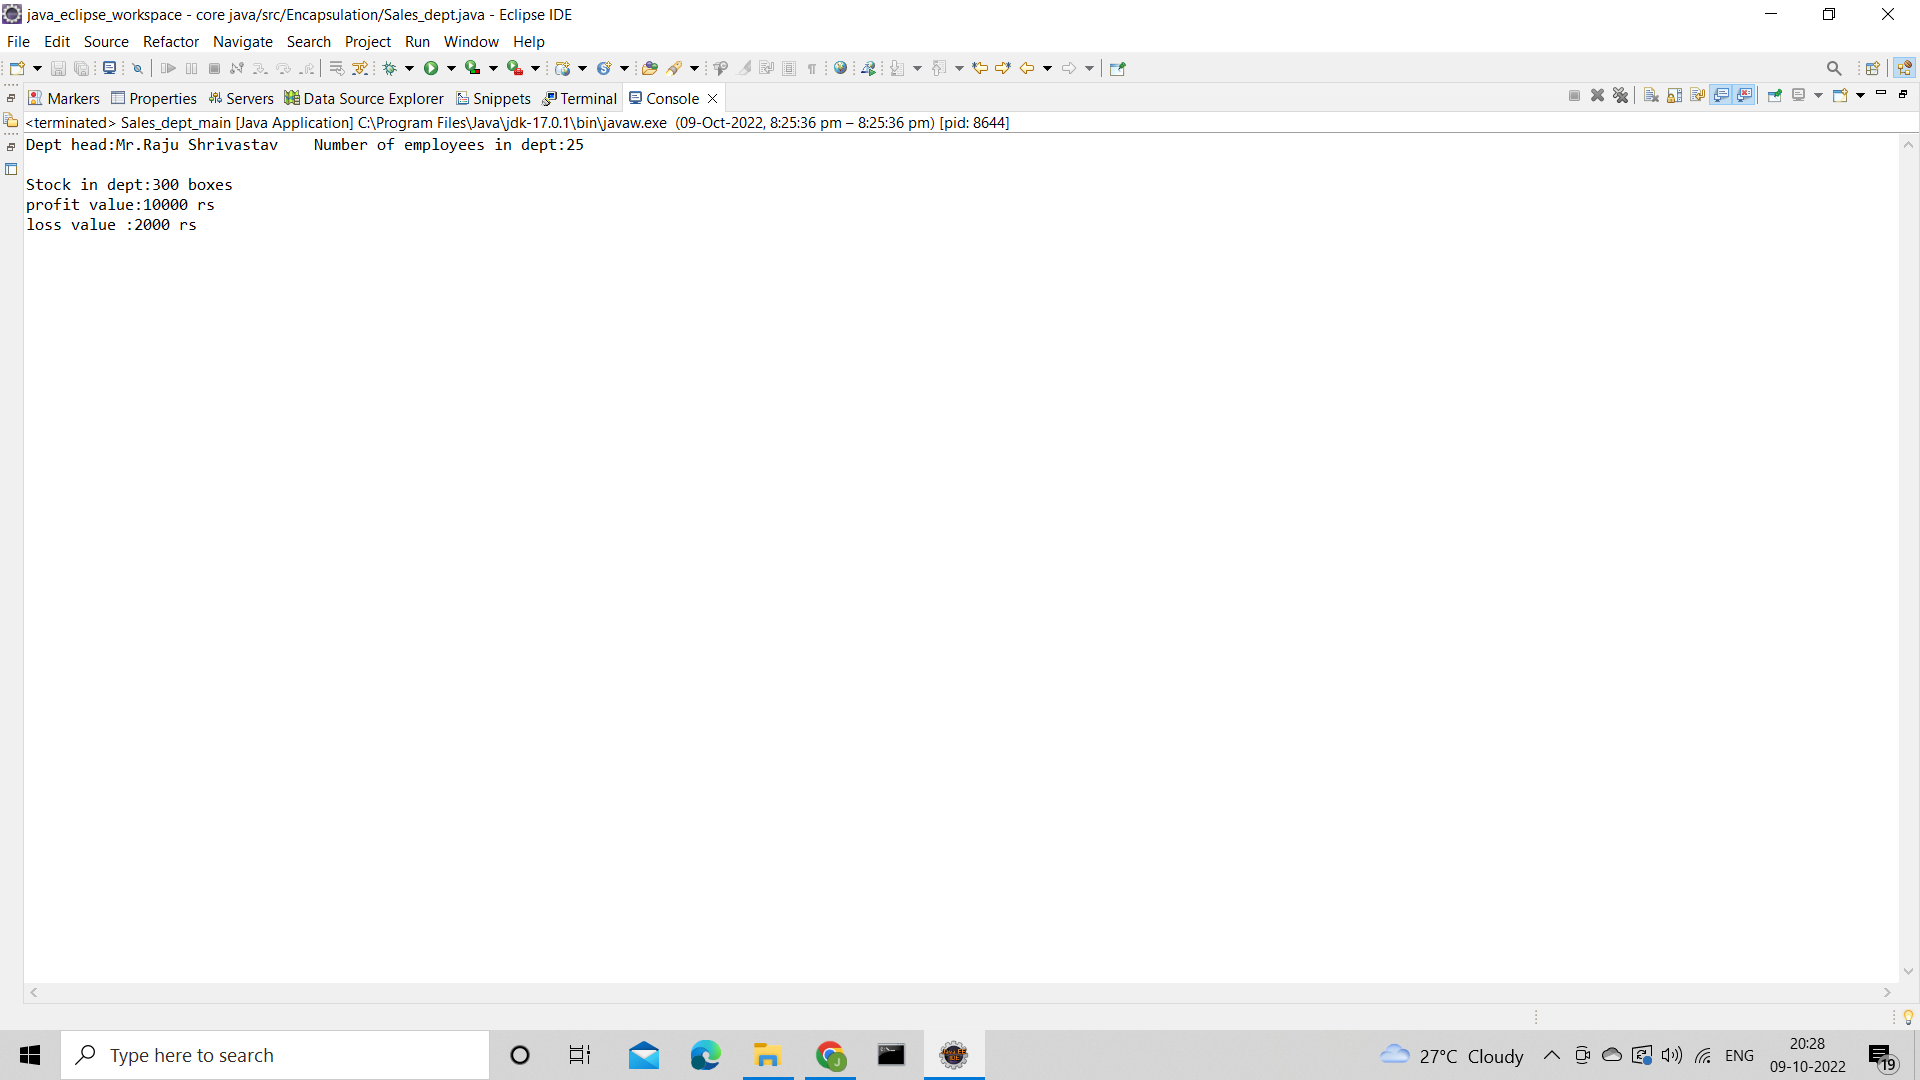 java_eclipse_workspace - core java/src/Encapsulation/Sales_dept.java - Eclipse IDE
File Edit Source Refactor Navigate Search Project Run Window Help
Markers Properties Servers Data Source Explorer Snippets Terminal Console
<terminated> Sales_dept_main [Java Application] C:\Program Files\Java\jdk-17.0.1\bin\javaw.exe (09-Oct-2022, 8:25:36 pm – 8:25:36 pm) [pid: 8644]
Dept head:Mr.Raju Shrivastav    Number of employees in dept:25
Stock in dept:300 boxes
profit value:10000 rs
loss value :2000 rs
Type here to search
27°C Cloudy
ENG
20:28
09-10-2022
19